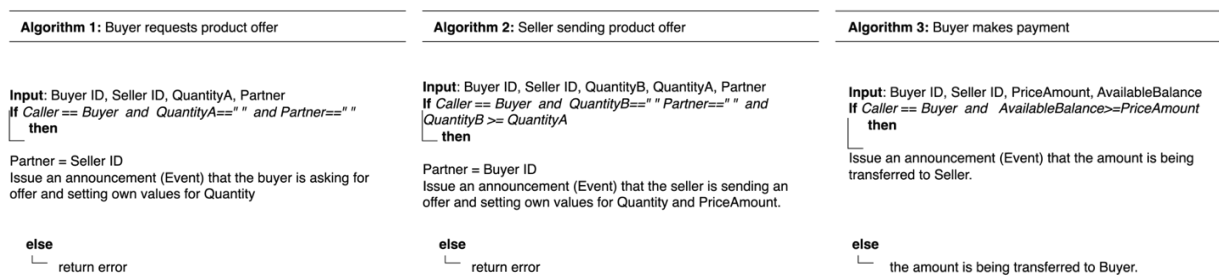 Algorithm 1: Buyer requests product offer
Input: Buyer ID, Seller ID, QuantityA, Partner
If Caller == Buyer and QuantityA==" " and Partner==" "
then
Partner = Seller ID
Issue an announcement (Event) that the buyer is asking for
offer and setting own values for Quantity
else
return error
Algorithm 2: Seller sending product offer
Input: Buyer ID, Seller ID, QuantityB, QuantityA, Partner
If Caller == Buyer and QuantityB==" " Partner==" " and
QuantityB >= QuantityA
then
Partner = Buyer ID
Issue an announcement (Event) that the seller is sending an
offer and setting own values for Quantity and PriceAmount.
else
return error
Algorithm 3: Buyer makes payment
Input: Buyer ID, Seller ID, PriceAmount, AvailableBalance
If Caller == Buyer and AvailableBalance>=PriceAmount
then
Issue an announcement (Event) that the amount is being
transferred to Seller.
else
the amount is being transferred to Buyer.